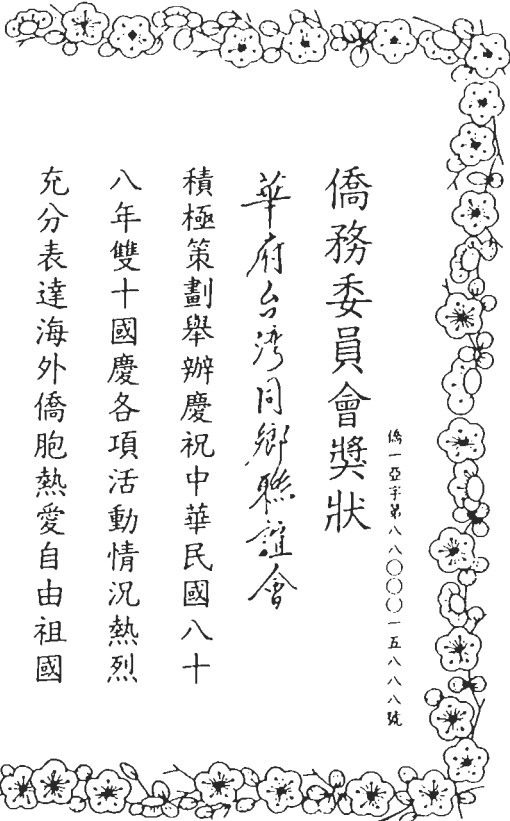 僑一亞字第八八〇〇〇一五八八八號
僑務委員會獎狀
華府台湾同鄉聯誼會
積極策劃舉辦慶祝中華民國八十
八年雙十國慶各項活動情況熱烈
充分表達海外僑胞熱愛自由祖國